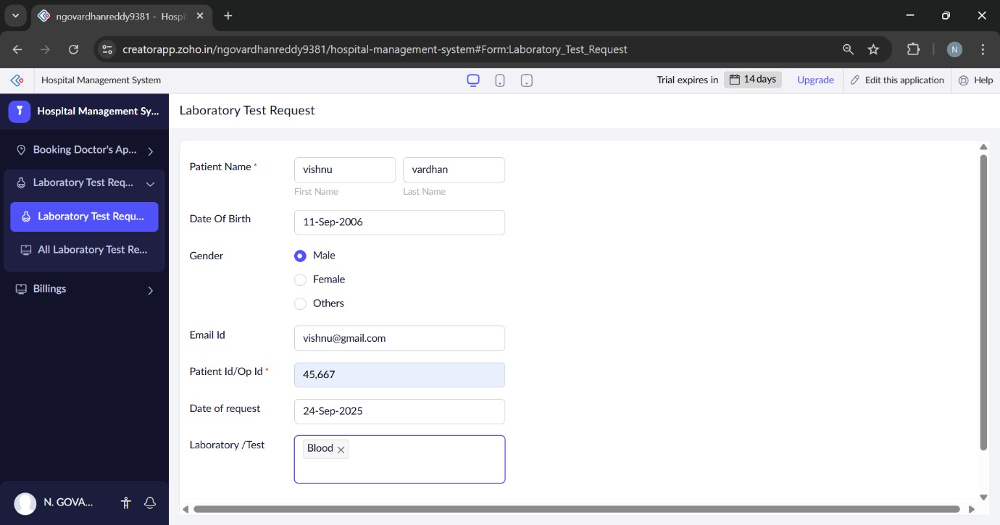 ngovardhanreddy9381 - Hospi
creatorapp.zoho.in/ngovardhanreddy9381/hospital-management-system#Form:Laboratory_Test_Request
N
Hospital Management System
Trial expires in 14 days Upgrade Edit this application Help
Hospital Management Sy...
Booking Doctor's Ap...
Laboratory Test Req...
Laboratory Test Requ...
All Laboratory Test Re...
Billings
N. GOVA...
Laboratory Test Request
Patient Name * vishnu vardhan
First Name Last Name
Date Of Birth 11-Sep-2006
Gender Male
Female
Others
Email Id vishnu@gmail.com
Patient Id/Op Id * 45,667
Date of request 24-Sep-2025
Laboratory /Test Blood